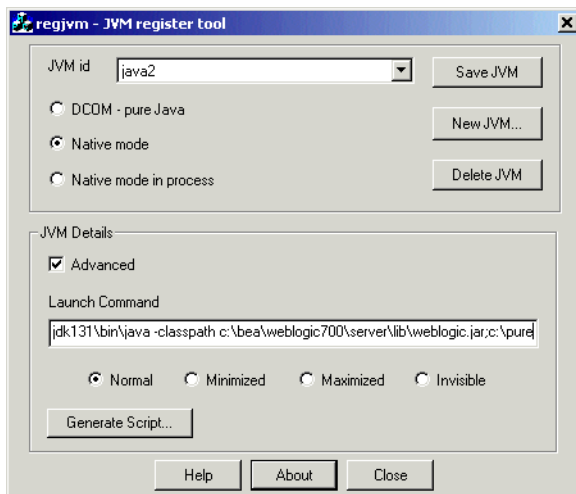 regjvm - JVM register tool
JVM id
java2
Save JVM
DCOM - pure Java
New JVM...
Native mode
Delete JVM
Native mode in process
JVM Details
Advanced
Launch Command
jdk131\bin\java -classpath c:\bea\weblogic700\server\lib\weblogic.jar;c:\pure
Normal Minimized Maximized Invisible
Generate Script...
Help About Close